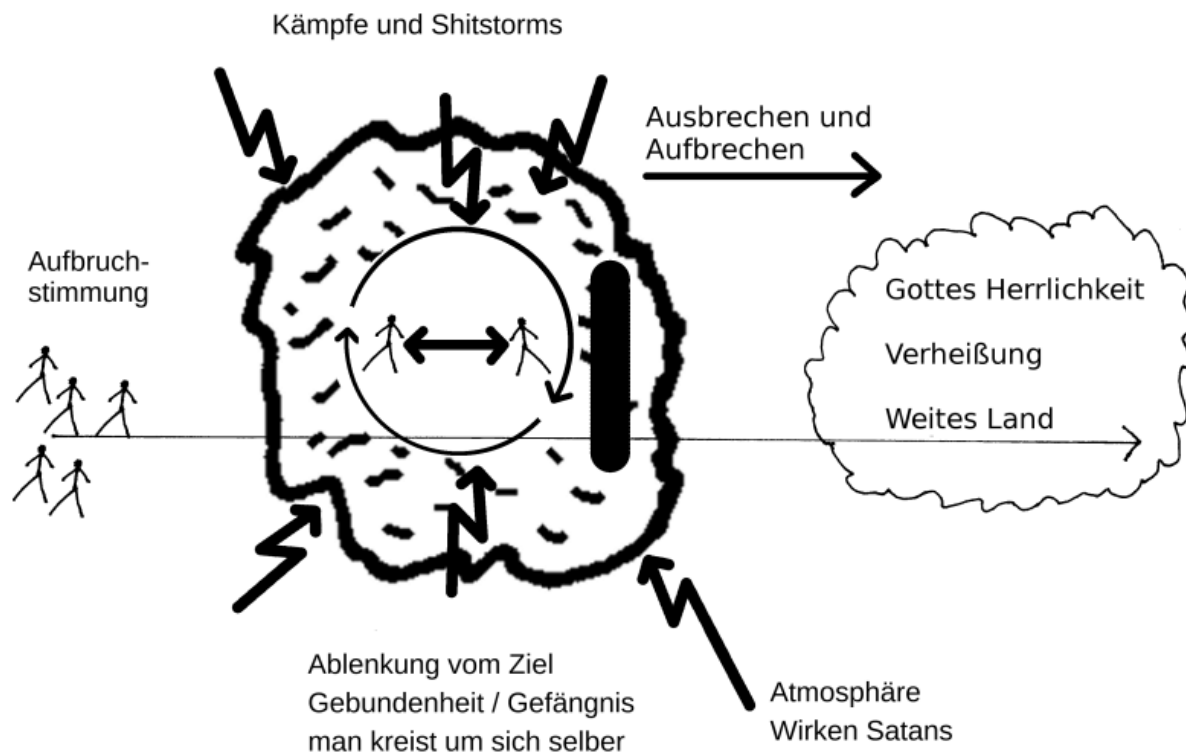 Kämpfe und Shitstorms
Ausbrechen und
Aufbrechen
Aufbruch-
stimmung
Gottes Herrlichkeit
Verheißung
Weites Land
Ablenkung vom Ziel
Gebundenheit / Gefängnis
man kreist um sich selber
Atmosphäre
Wirken Satans